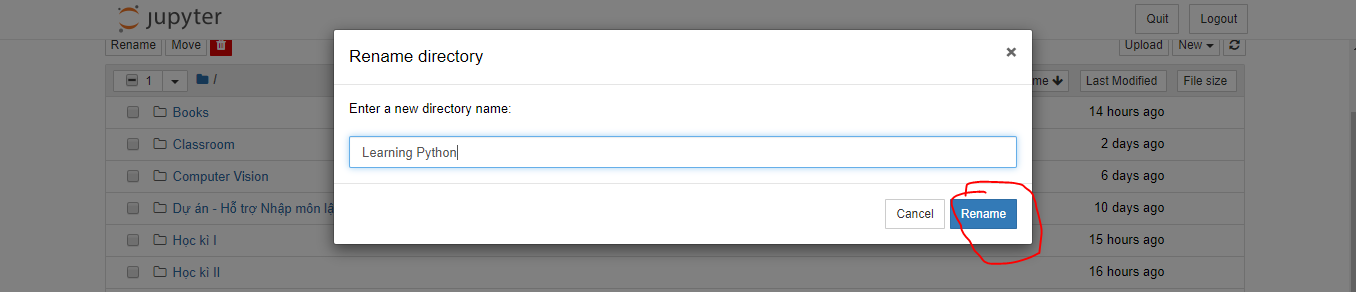 jupyter
Quit Logout
Rename Move Upload New
Rename directory
Enter a new directory name:
Learning Python
Cancel Rename
1 / me Last Modified File size
Books 14 hours ago
Classroom 2 days ago
Computer Vision 6 days ago
Dự án - Hỗ trợ Nhập môn lậ 10 days ago
Học kì I 15 hours ago
Học kì II 16 hours ago